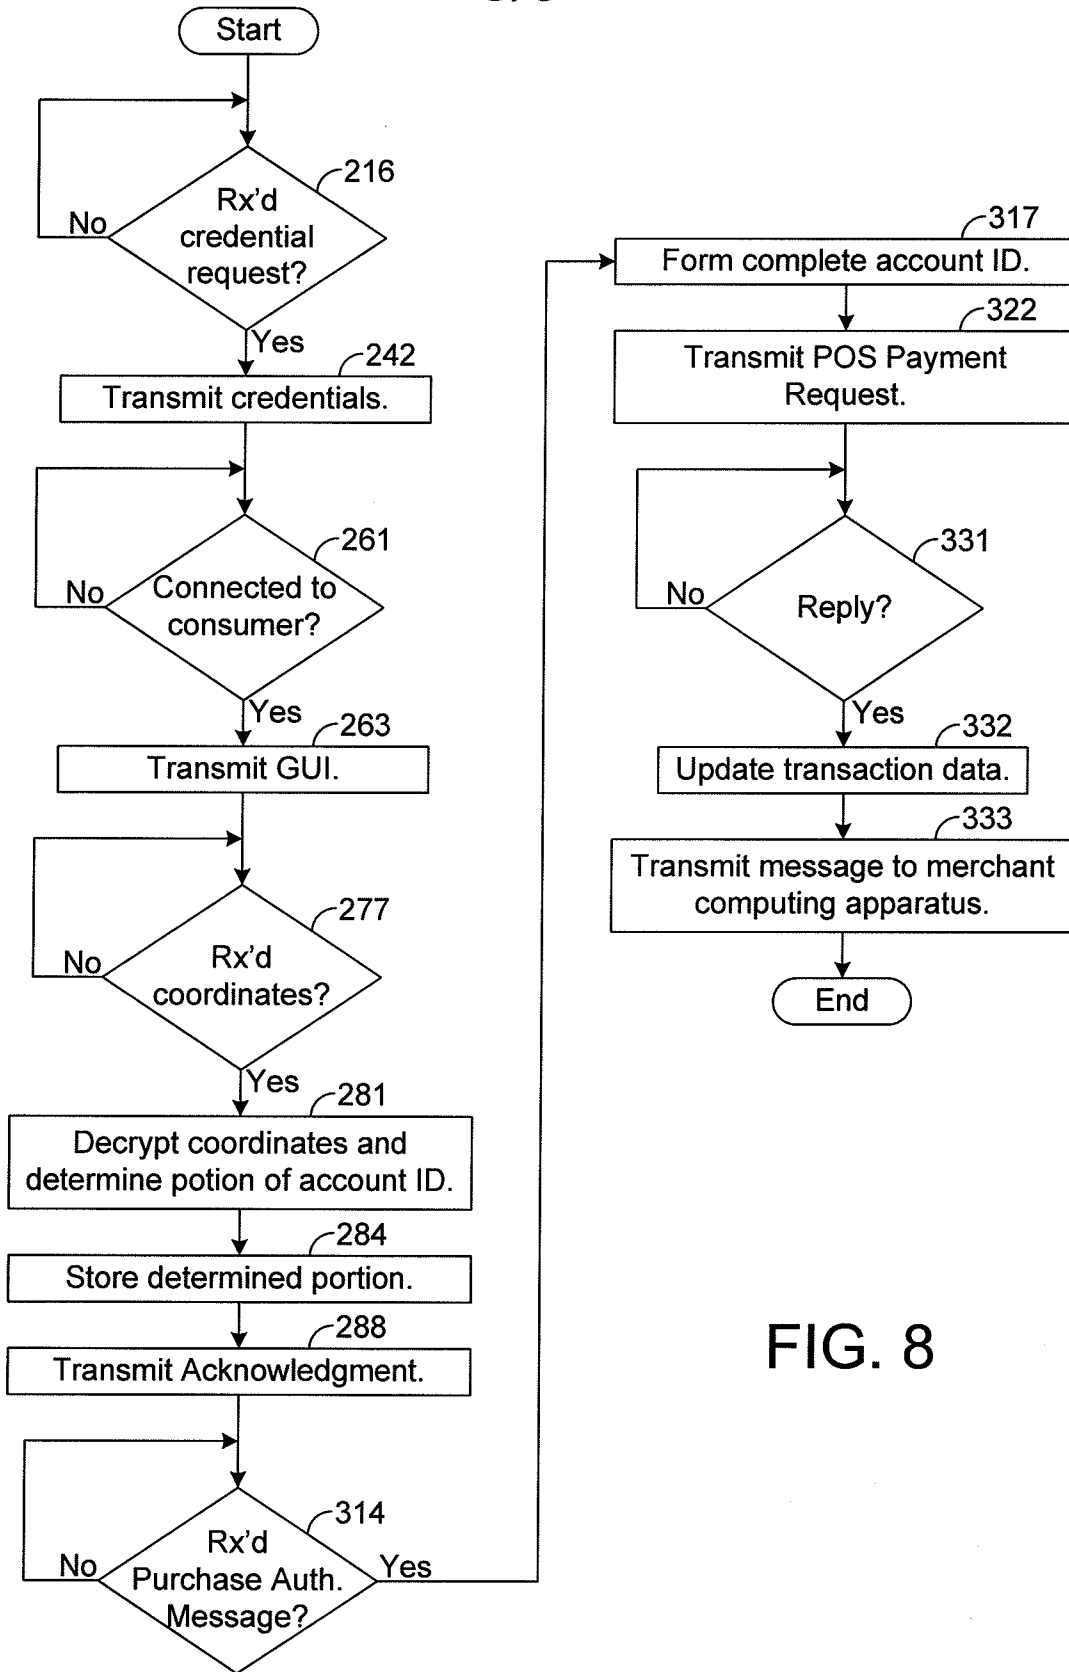 Start
216
Rx'd
credential
request?
No
Yes
242
Transmit credentials.
261
Connected to
consumer?
No
Yes
263
Transmit GUI.
277
Rx'd
coordinates?
No
Yes
281
Decrypt coordinates and
determine potion of account ID.
284
Store determined portion.
288
Transmit Acknowledgment.
314
Rx'd
Purchase Auth.
Message?
No
Yes
317
Form complete account ID.
322
Transmit POS Payment
Request.
331
Reply?
No
Yes
332
Update transaction data.
333
Transmit message to merchant
computing apparatus.
End
FIG. 8